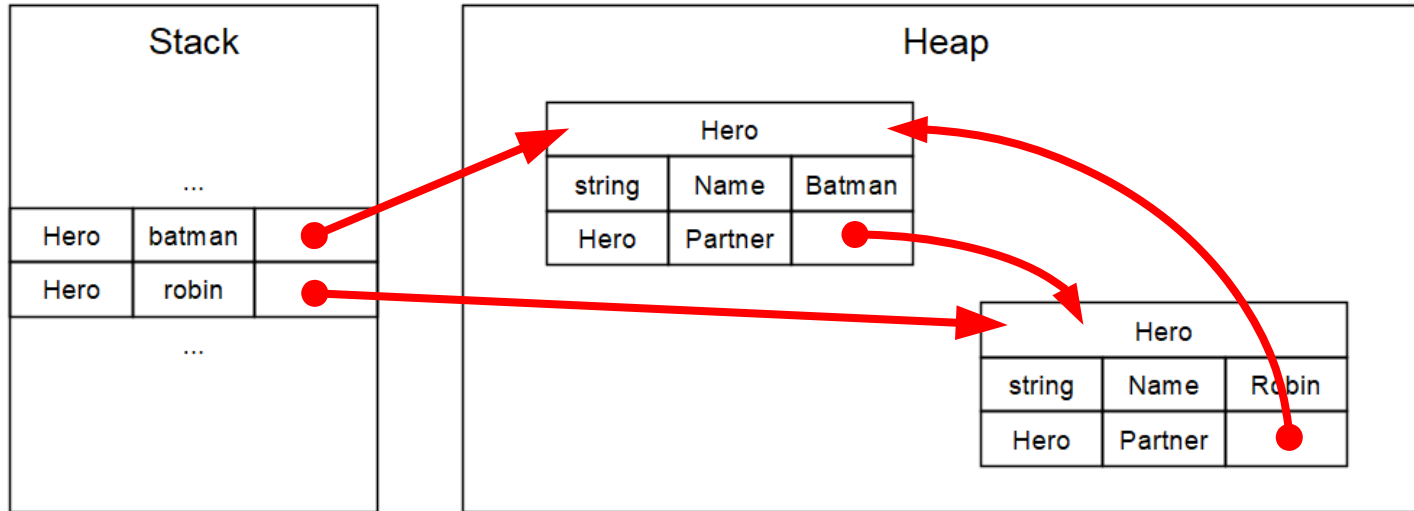 Stack
...
Hero batman
Hero robin
...
Heap
Hero
string Name Batman
Hero Partner
Hero
string Name Robin
Hero Partner